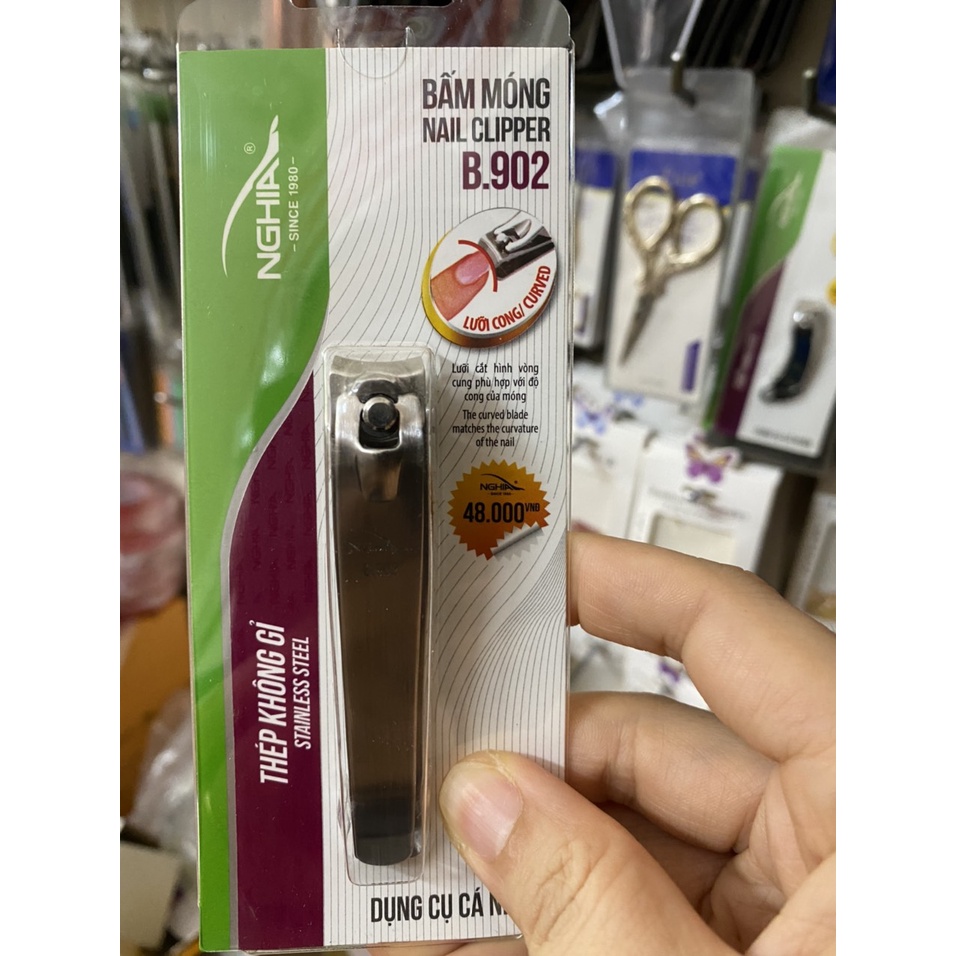 BẤM MÓNG
NAIL CLIPPER
B.902
NGHIA®
– SINCE 1980 –
LƯỠI CONG/ CURVED
Lưỡi cắt hình vòng
cung phù hợp với độ
cong của móng
The curved blade
matches the curvature
of the nail
NGHIA
48.000 VNĐ
THÉP KHÔNG GỈ
STAINLESS STEEL
DỤNG CỤ CÁ